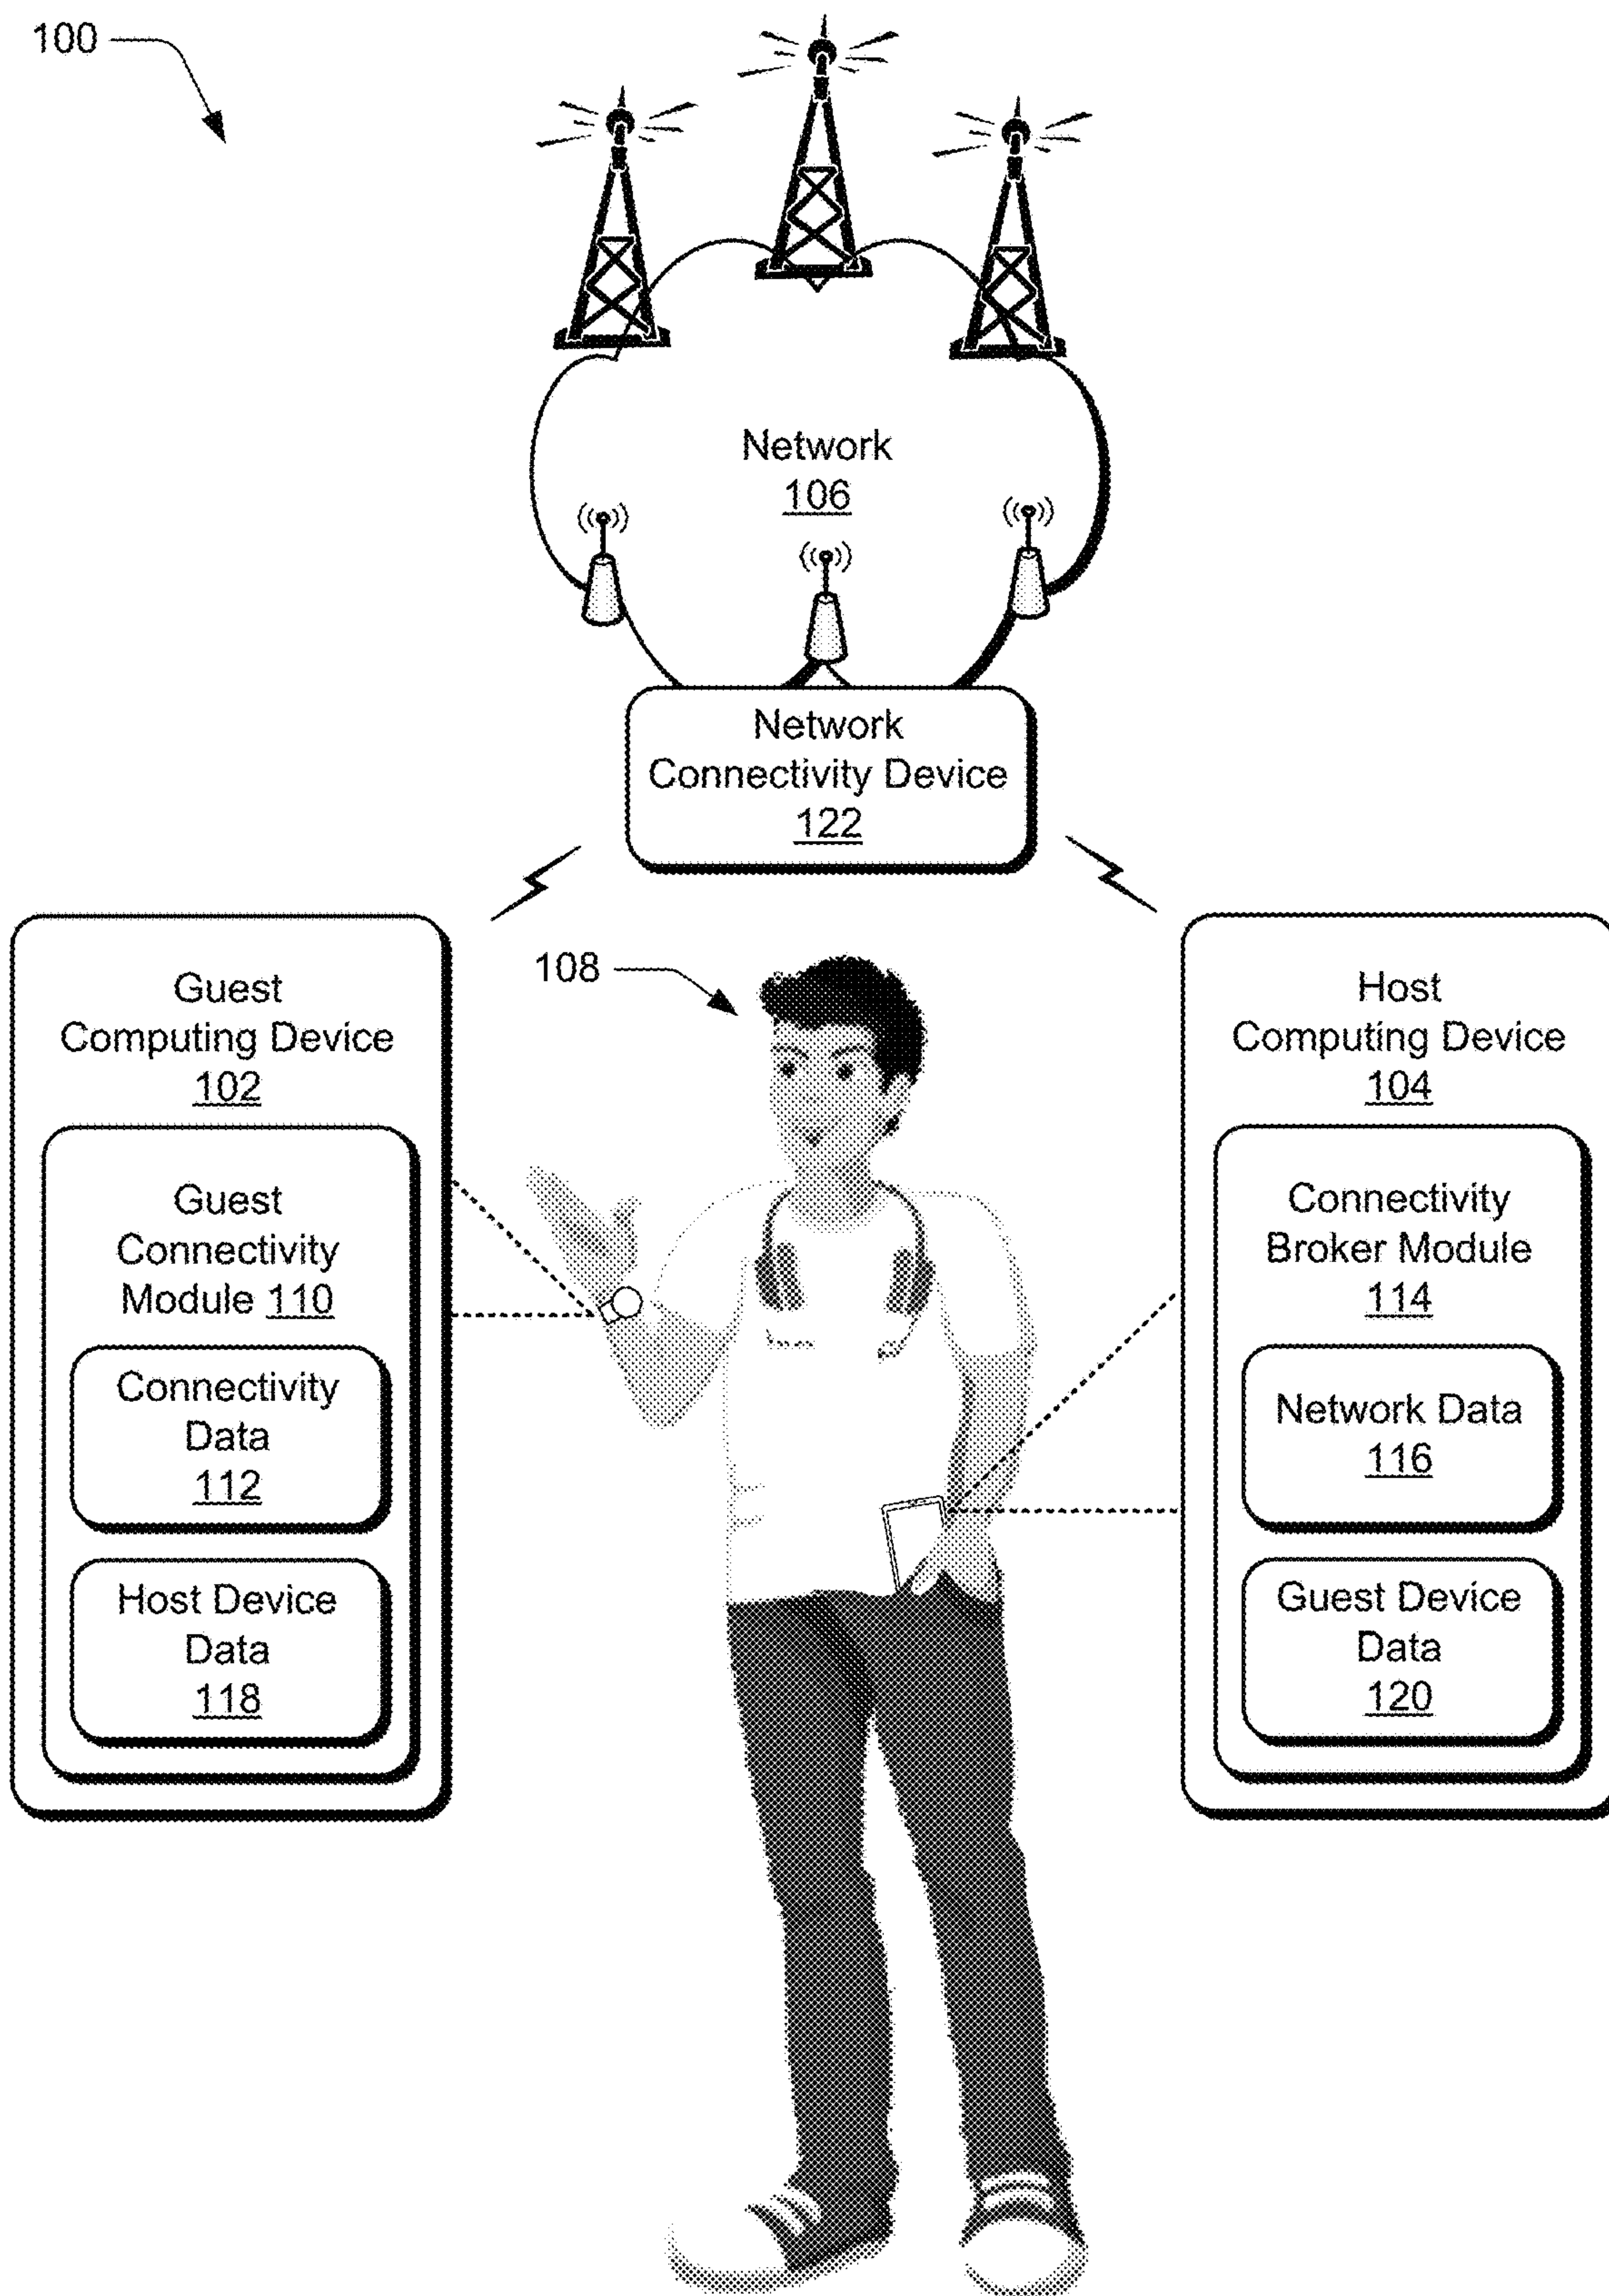 100
Network
106
Network
Connectivity Device
122
108
Guest
Computing Device
102
Guest
Connectivity
Module 110
Connectivity
Data
112
Host Device
Data
118
Host
Computing Device
104
Connectivity
Broker Module
114
Network Data
116
Guest Device
Data
120